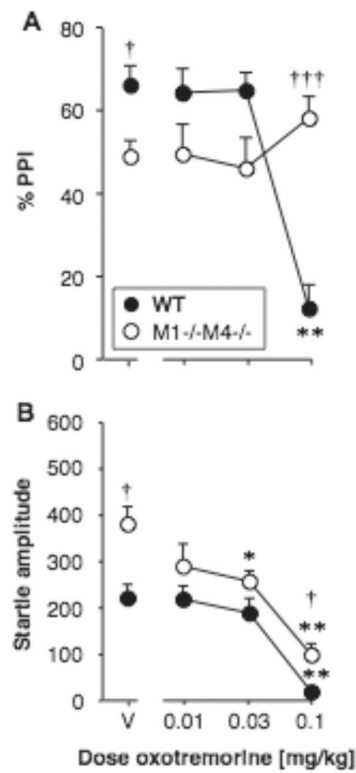 A
80
†
†††
60
% PPI
40
20
WT
M1-/-M4-/-
**
0
B
600
500
†
400
Startle amplitude
300
*
†
200
**
100
**
0
V 0.01 0.03 0.1
Dose oxotremorine [mg/kg]